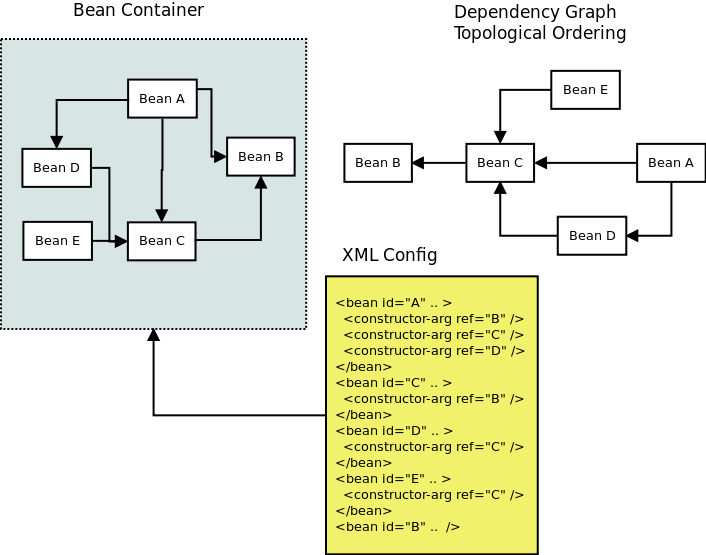 Bean Container
Bean A
Bean D
Bean B
Bean E
Bean C
Dependency Graph
Topological Ordering
Bean E
Bean B
Bean C
Bean A
Bean D
XML Config
<bean id="A" .. >
  <constructor-arg ref="B" />
  <constructor-arg ref="C" />
  <constructor-arg ref="D" />
</bean>
<bean id="C" .. >
  <constructor-arg ref="B" />
</bean>
<bean id="D" .. >
  <constructor-arg ref="C" />
</bean>
<bean id="E" .. >
  <constructor-arg ref="C" />
</bean>
<bean id="B" ..  />